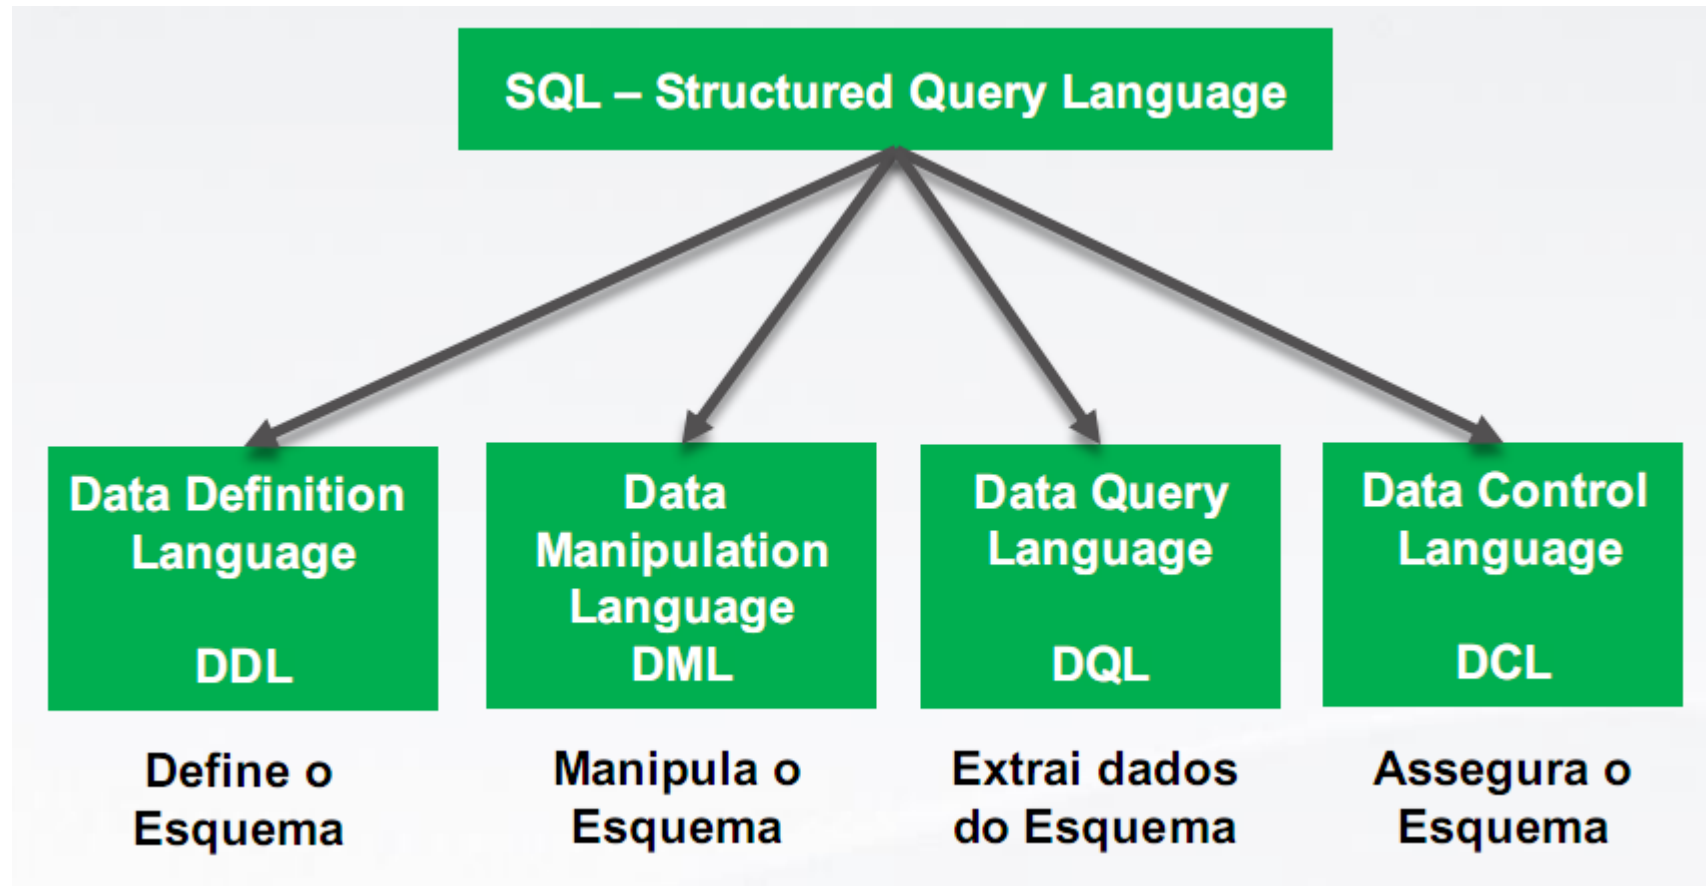 SQL – Structured Query Language
Data Definition
Language
DDL
Data
Manipulation
Language
DML
Data Query
Language
DQL
Data Control
Language
DCL
Define o
Esquema
Manipula o
Esquema
Extrai dados
do Esquema
Assegura o
Esquema